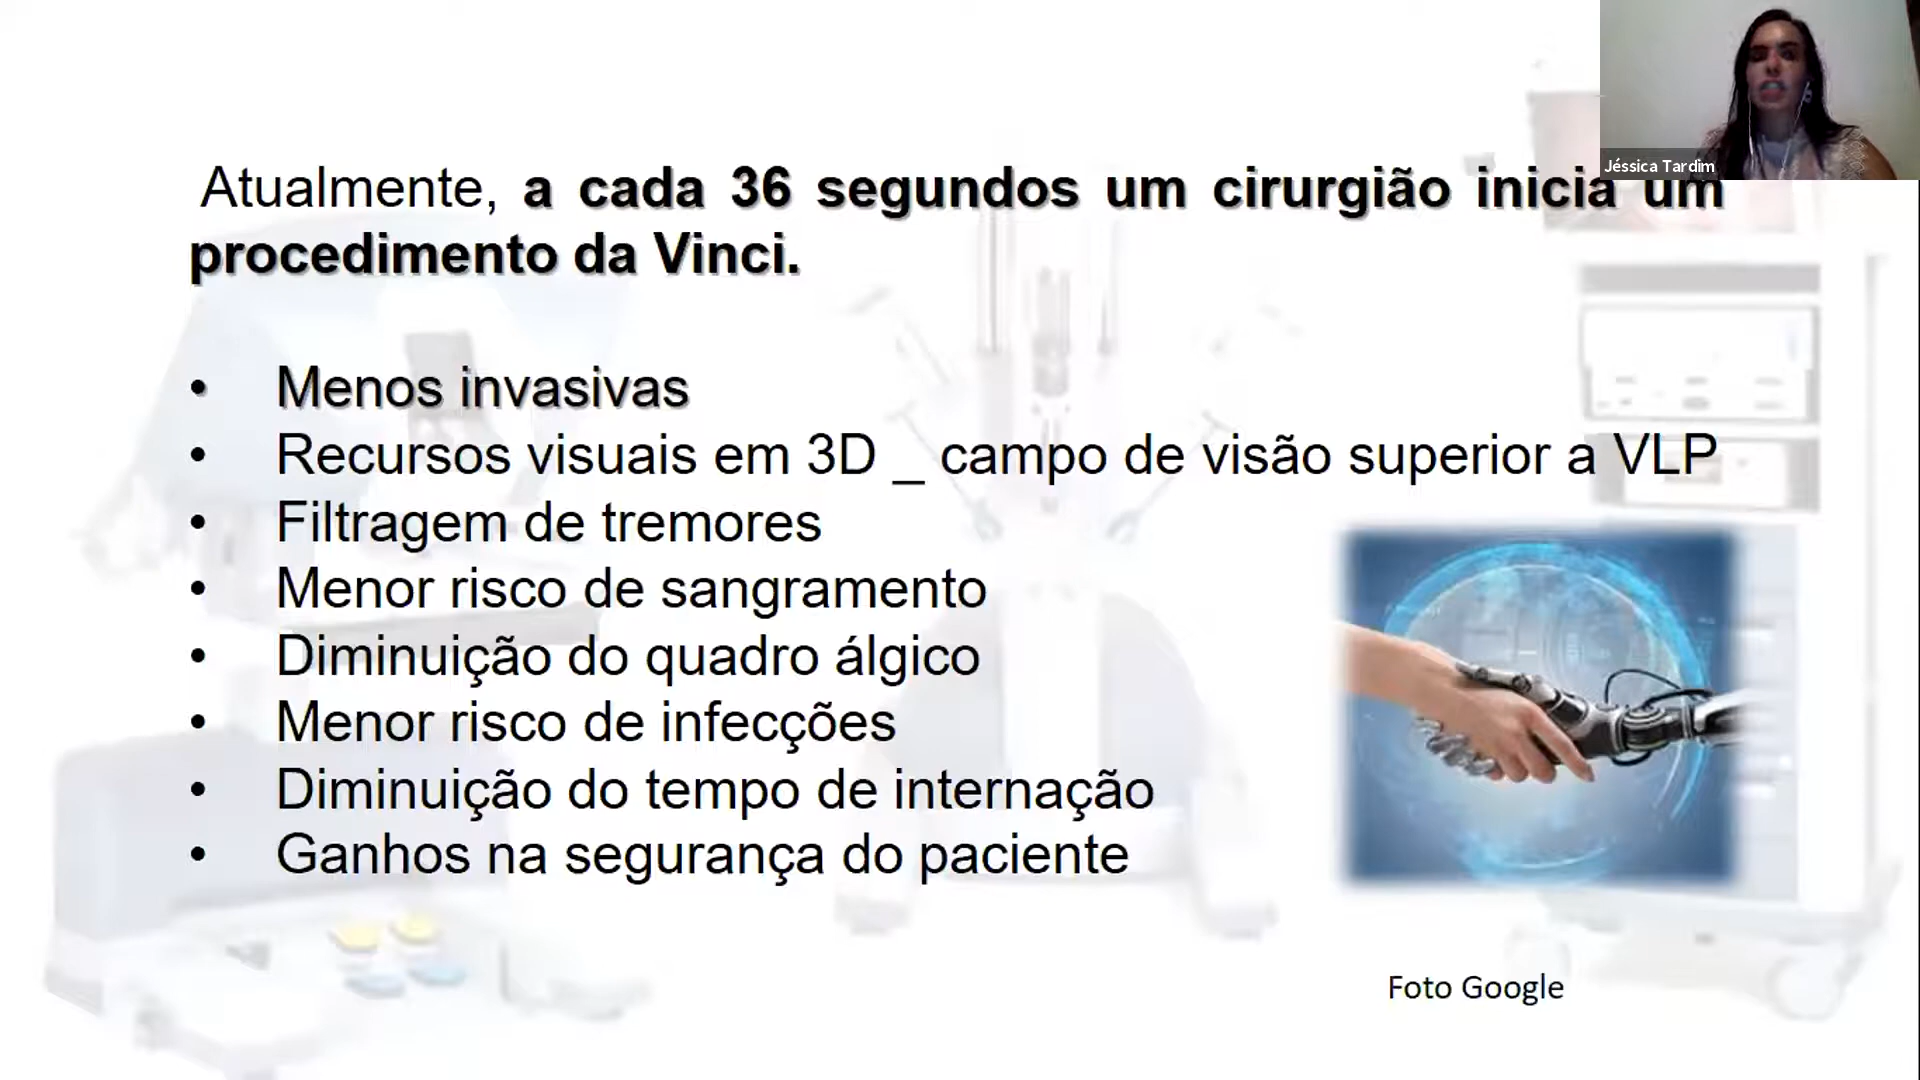 Jéssica Tardim
Atualmente, a cada 36 segundos um cirurgião inicia um
procedimento da Vinci.
• Menos invasivas
• Recursos visuais em 3D _ campo de visão superior a VLP
• Filtragem de tremores
• Menor risco de sangramento
• Diminuição do quadro álgico
• Menor risco de infecções
• Diminuição do tempo de internação
• Ganhos na segurança do paciente
Foto Google